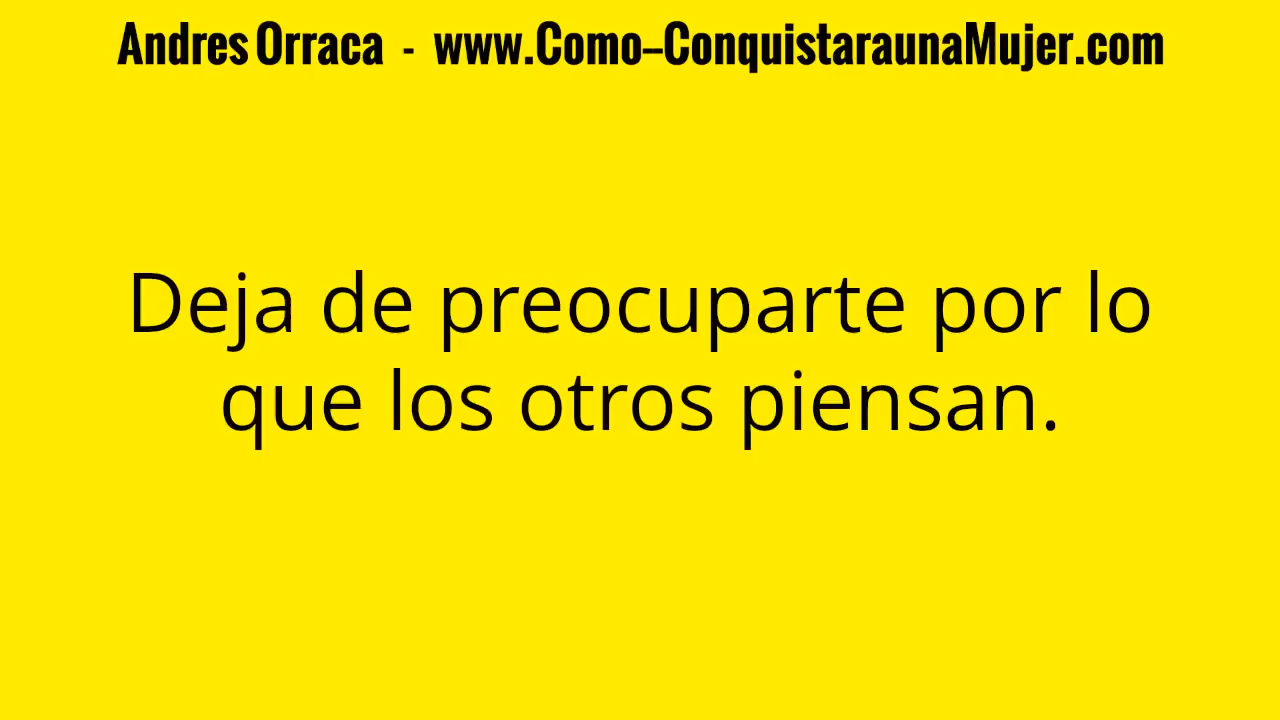 Andres Orraca - www.Como--ConquistaraunaMujer.com
Deja de preocuparte por lo
que los otros piensan.